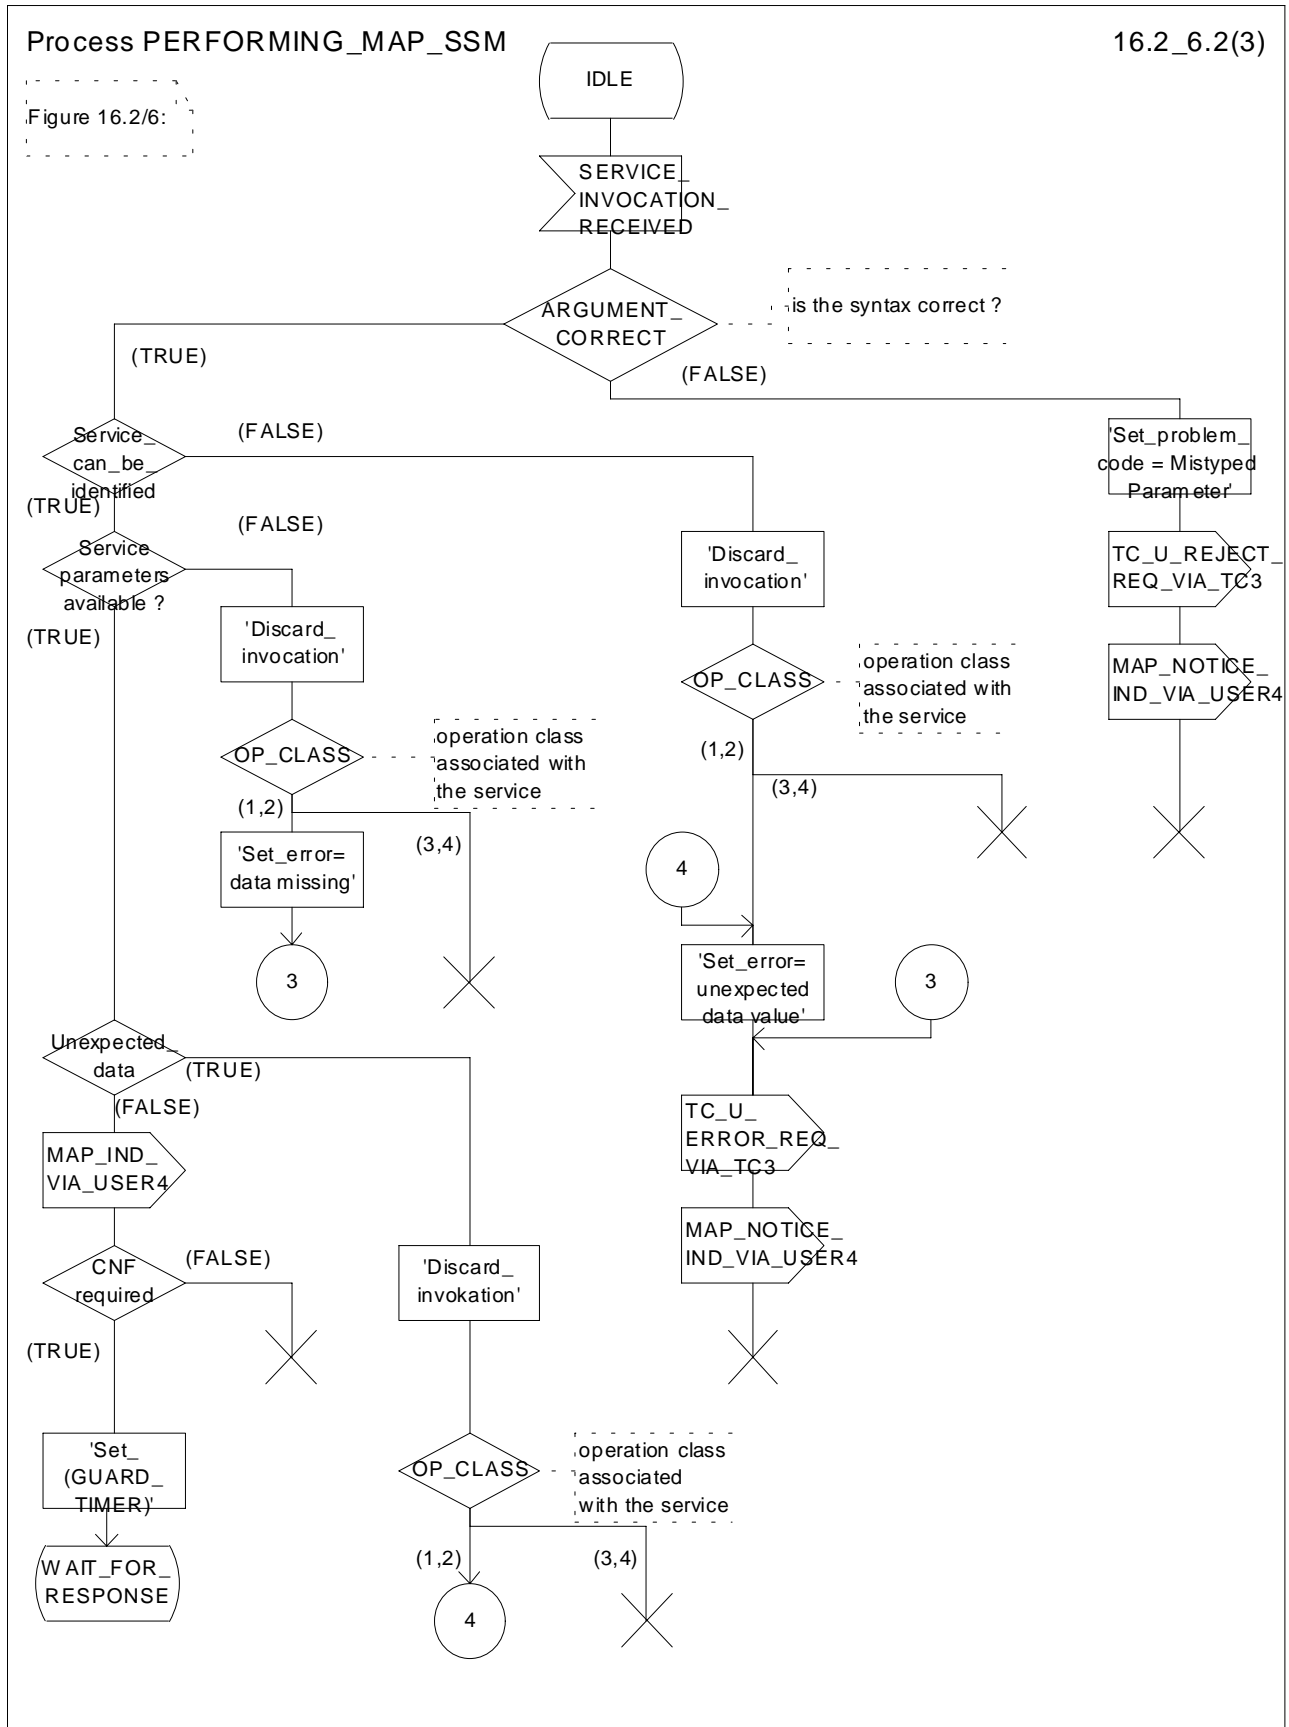 Process PERFORMING_MAP_SSM
16.2_6.2(3)
Figure 16.2/6:
IDLE
SERVICE_
INVOCATION_
RECEIVED
ARGUMENT_
CORRECT
is the syntax correct ?
(TRUE)
(FALSE)
Service_
can_be_
identified
(FALSE)
(TRUE)
'Set_problem_
code = Mistyped
Parameter'
Service
parameters
available ?
(FALSE)
(TRUE)
'Discard_
invocation'
TC_U_REJECT_
REQ_VIA_TC3
'Discard_
invocation'
OP_CLASS
operation class
associated with
the service
MAP_NOTICE_
IND_VIA_USER4
OP_CLASS
operation class
associated with
the service
(1,2)
(3,4)
(1,2)
(3,4)
'Set_error=
data missing'
3
4
'Set_error=
unexpected
data value'
3
Unexpected_
data
(TRUE)
(FALSE)
TC_U_
ERROR_REQ_
VIA_TC3
MAP_IND_
VIA_USER4
MAP_NOTICE_
IND_VIA_USER4
CNF
required
(FALSE)
(TRUE)
'Discard_
invokation'
'Set_
(GUARD_
TIMER)'
OP_CLASS
operation class
associated
with the service
(1,2)
(3,4)
WAIT_FOR_
RESPONSE
4